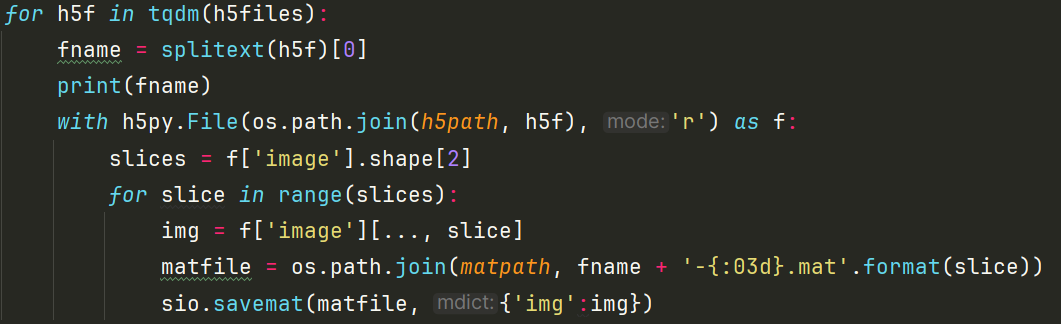 for h5f in tqdm(h5files):
    fname = splitext(h5f)[0]
    print(fname)
    with h5py.File(os.path.join(h5path, h5f), mode:'r') as f:
        slices = f['image'].shape[2]
        for slice in range(slices):
            img = f['image'][..., slice]
            matfile = os.path.join(matpath, fname + '-{:03d}.mat'.format(slice))
            sio.savemat(matfile, mdict:{'img':img})